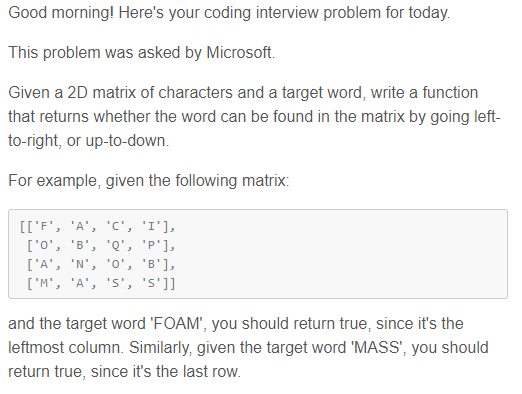 Good morning! Here's your coding interview problem for today.
This problem was asked by Microsoft.
Given a 2D matrix of characters and a target word, write a function
that returns whether the word can be found in the matrix by going left-
to-right, or up-to-down.
For example, given the following matrix:
[['F', 'A', 'C', 'I'],
 ['O', 'B', 'Q', 'P'],
 ['A', 'N', 'O', 'B'],
 ['M', 'A', 'S', 'S']]
and the target word 'FOAM', you should return true, since it's the
leftmost column. Similarly, given the target word 'MASS', you should
return true, since it's the last row.